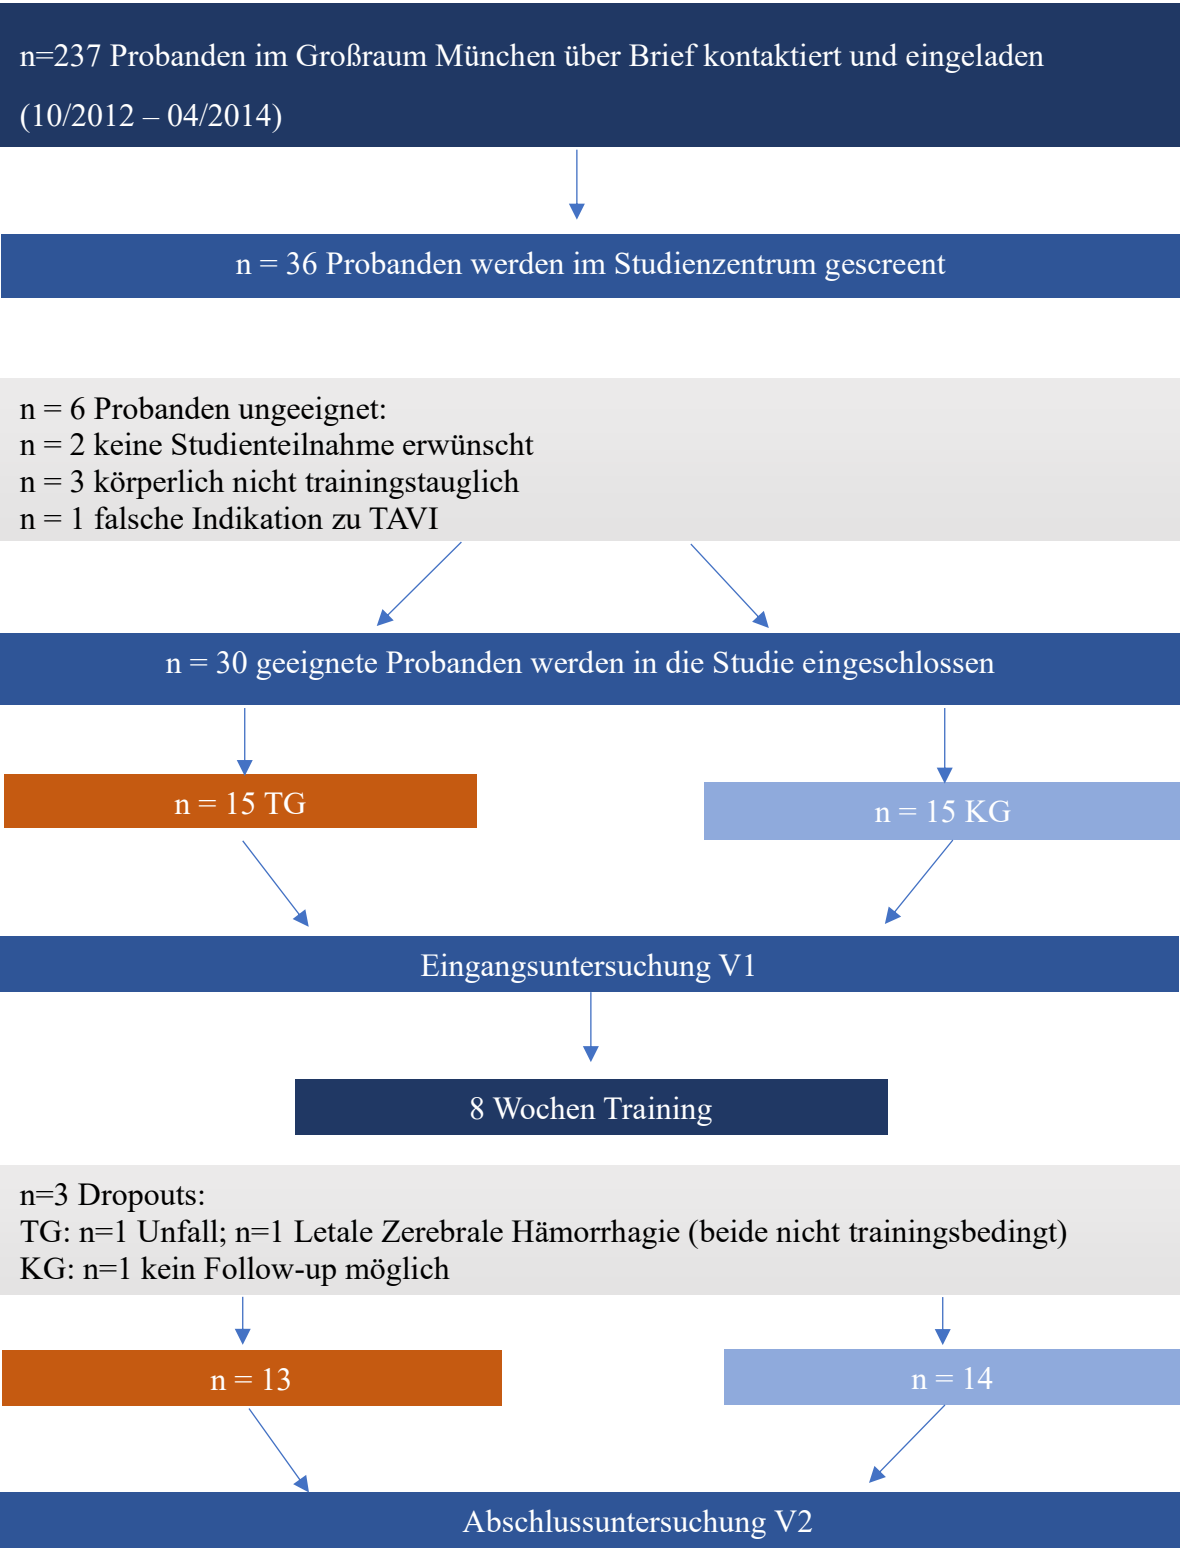 n=237 Probanden im Großraum München über Brief kontaktiert und eingeladen
(10/2012 – 04/2014)
n = 36 Probanden werden im Studienzentrum gescreent
n = 6 Probanden ungeeignet:
n = 2 keine Studienteilnahme erwünscht
n = 3 körperlich nicht trainingstauglich
n = 1 falsche Indikation zu TAVI
n = 30 geeignete Probanden werden in die Studie eingeschlossen
n = 15 TG
n = 15 KG
Eingangsuntersuchung V1
8 Wochen Training
n=3 Dropouts:
TG: n=1 Unfall; n=1 Letale Zerebrale Hämorrhagie (beide nicht trainingsbedingt)
KG: n=1 kein Follow-up möglich
n = 13
n = 14
Abschlussuntersuchung V2